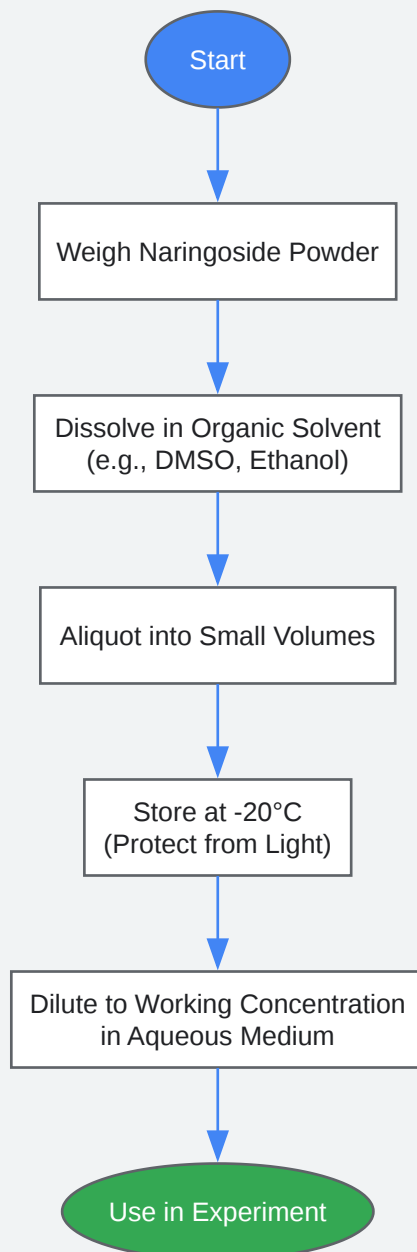 Start
Weigh Naringoside Powder
Dissolve in Organic Solvent
(e.g., DMSO, Ethanol)
Aliquot into Small Volumes
Store at -20°C
(Protect from Light)
Dilute to Working Concentration
in Aqueous Medium
Use in Experiment